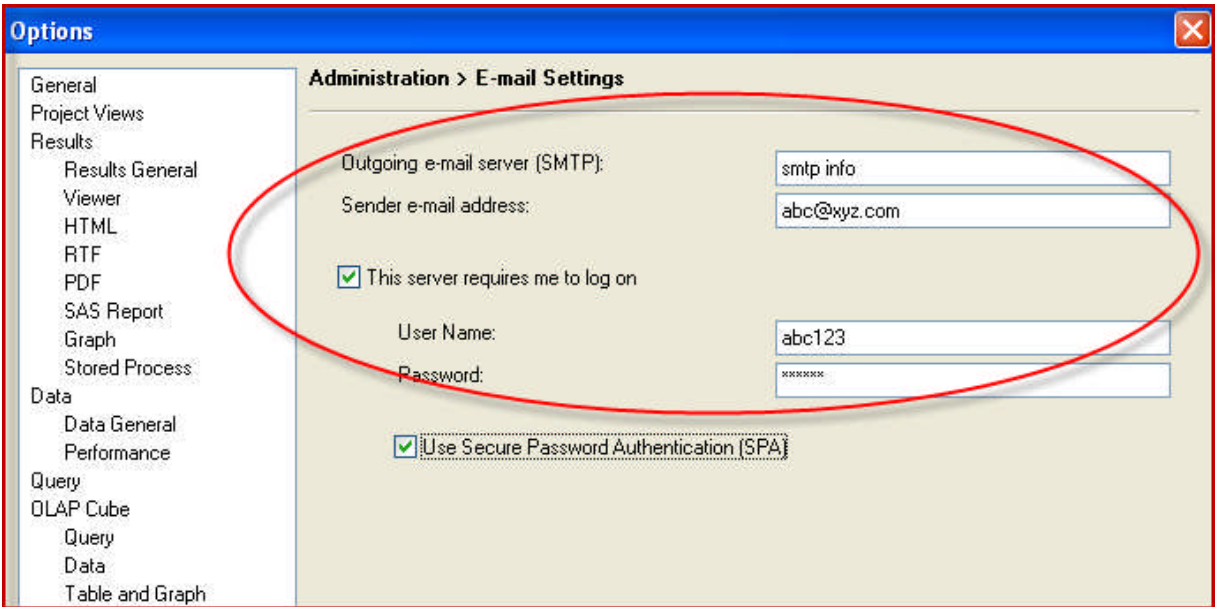 Options
General
Project Views
Results
Results General
Viewer
HTML
RTF
PDF
SAS Report
Graph
Stored Process
Data
Data General
Performance
Query
OLAP Cube
Query
Data
Table and Graph
Administration > E-mail Settings
Outgoing e-mail server (SMTP): smtp info
Sender e-mail address: abc@xyz.com
This server requires me to log on
User Name: abc123
Password: ××××××
Use Secure Password Authentication (SPA)